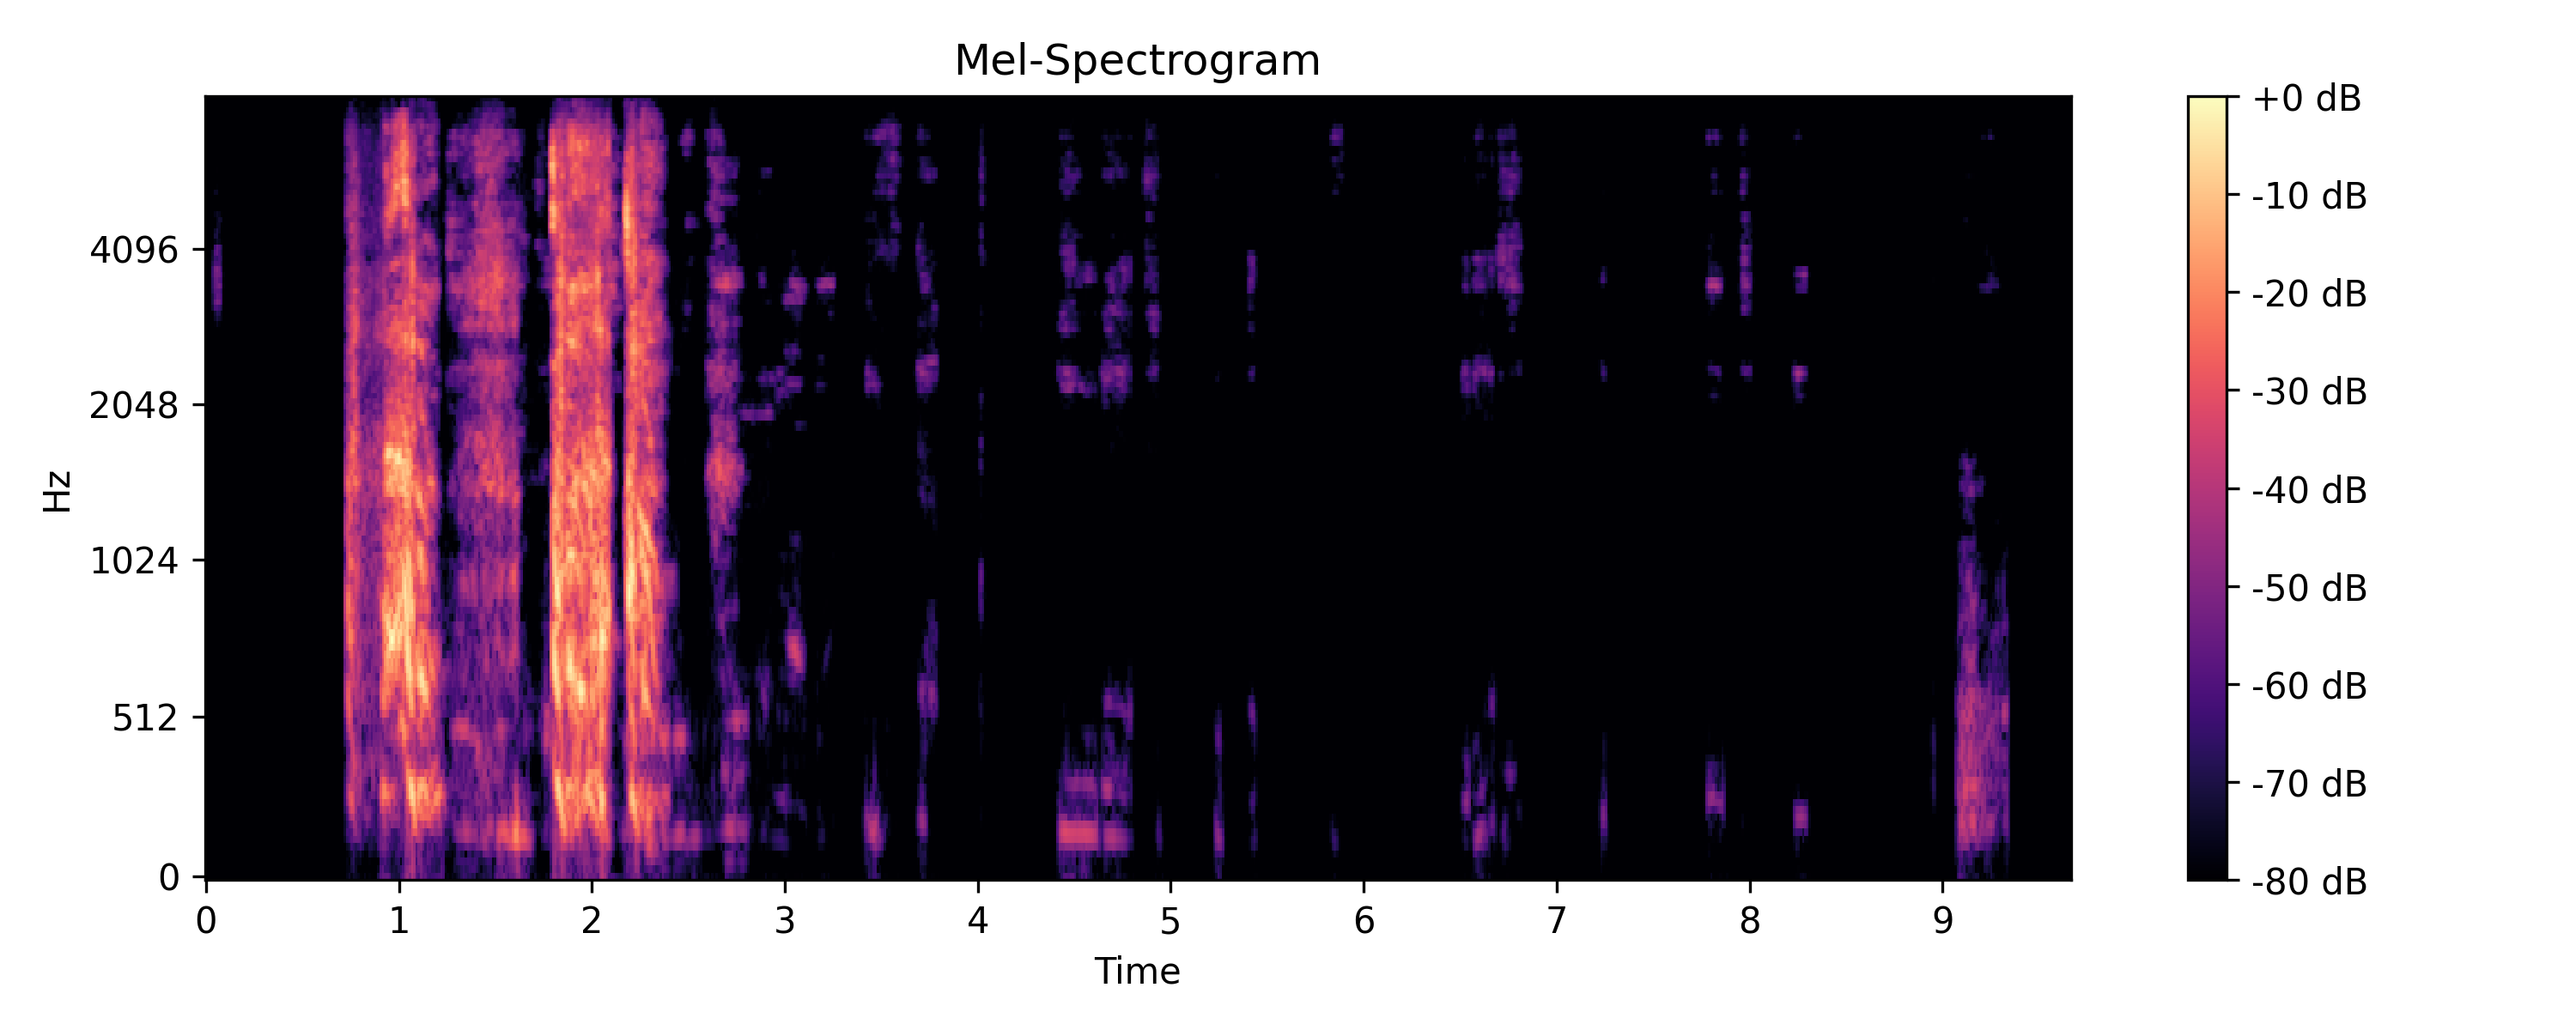 Mel-Spectrogram
+0 dB
-10 dB
4096
-20 dB
2048
-30 dB
Hz
-40 dB
1024
-50 dB
512
-60 dB
-70 dB
0
-80 dB
0 1 2 3 4 5 6 7 8 9
Time